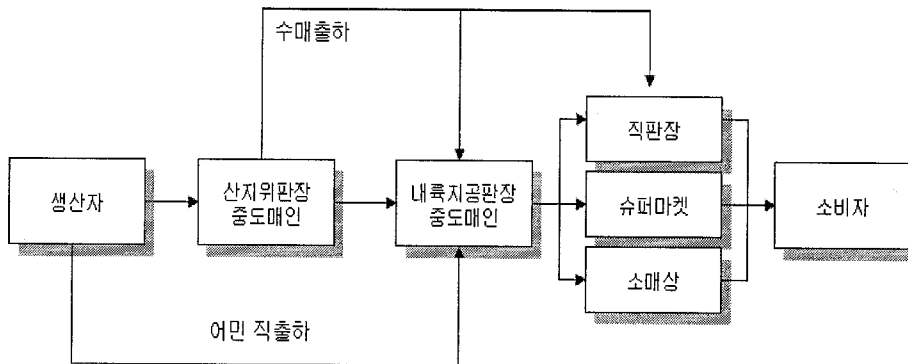 수매출하
직판장
생산자
산지위판장
중도매인
내륙지공판장
중도매인
슈퍼마켓
소비자
소매상
어민 직출하